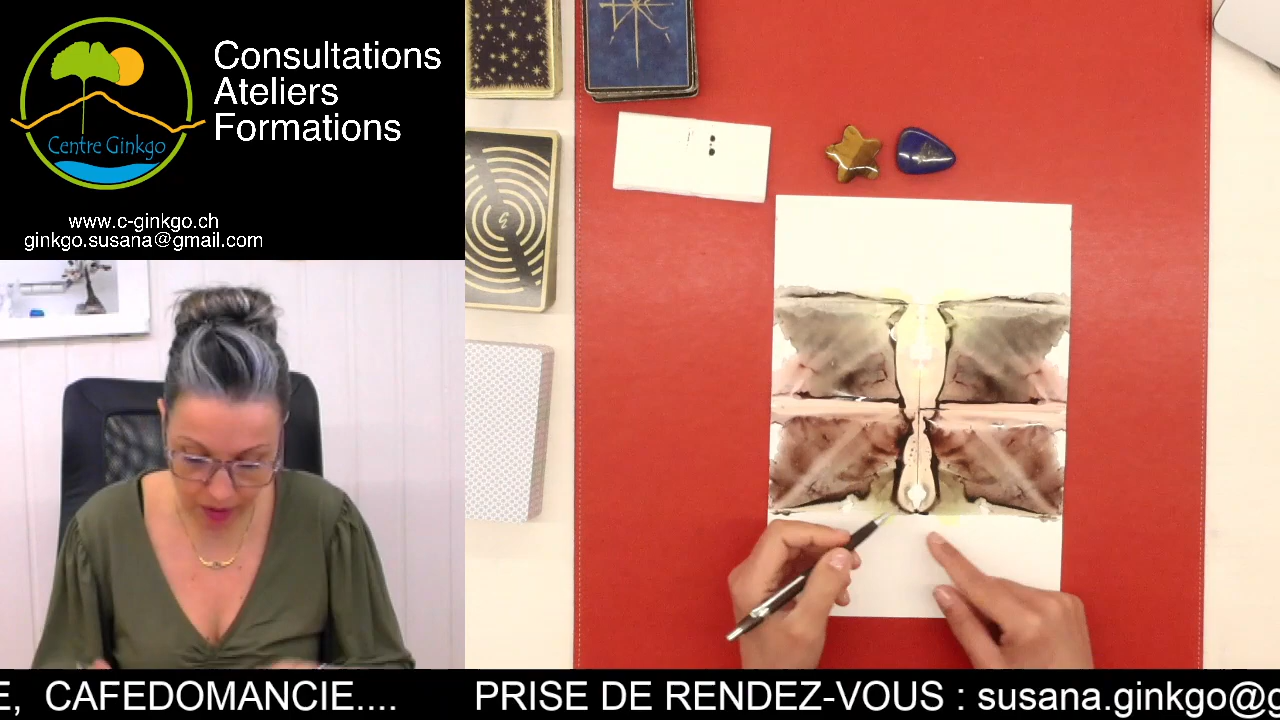 Consultations
Ateliers
Formations
Centre Ginkgo
www.c-ginkgo.ch
ginkgo.susana@gmail.com
E, CAFEDOMANCIE.... PRISE DE RENDEZ-VOUS : susana.ginkgo@g